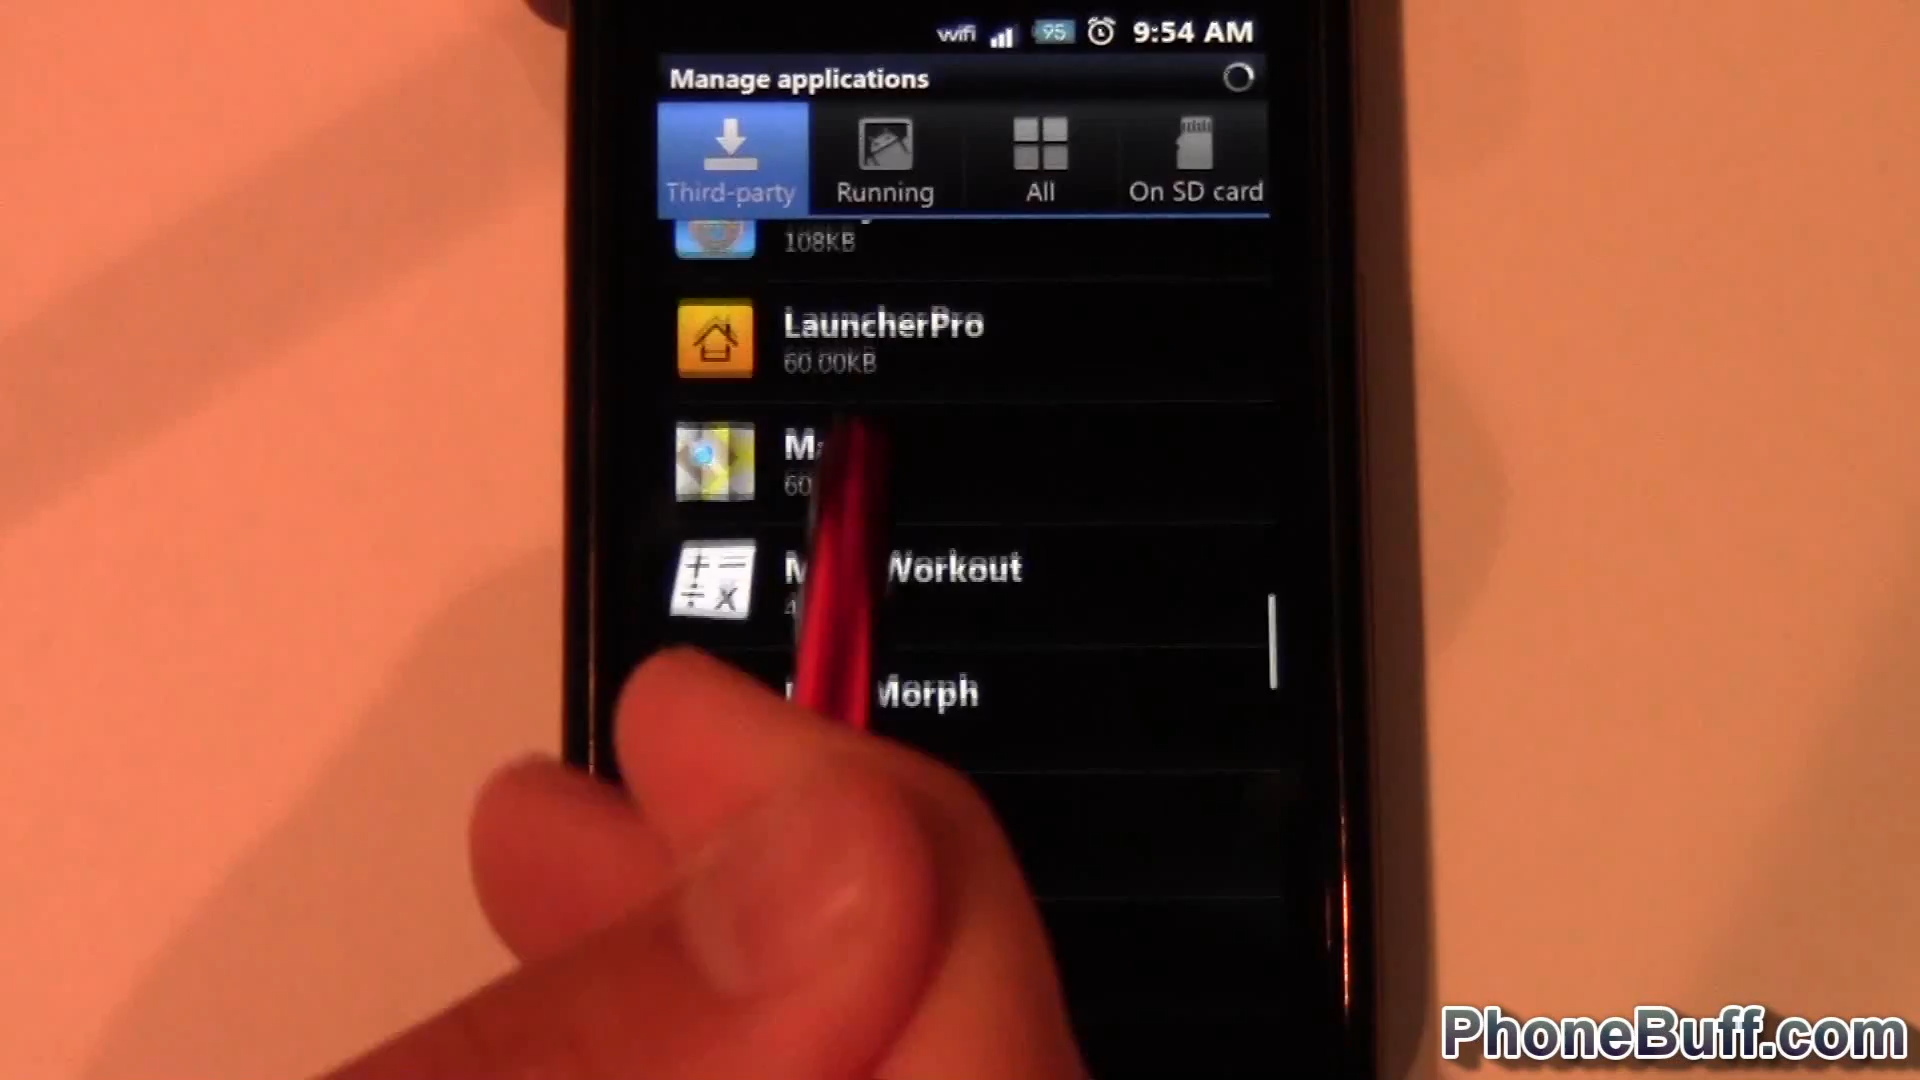 wifi 95 9:54 AM
Manage applications
Third-party Running All On SD card
108KB
LauncherPro
60.00KB
Workout
Morph
PhoneBuff.com